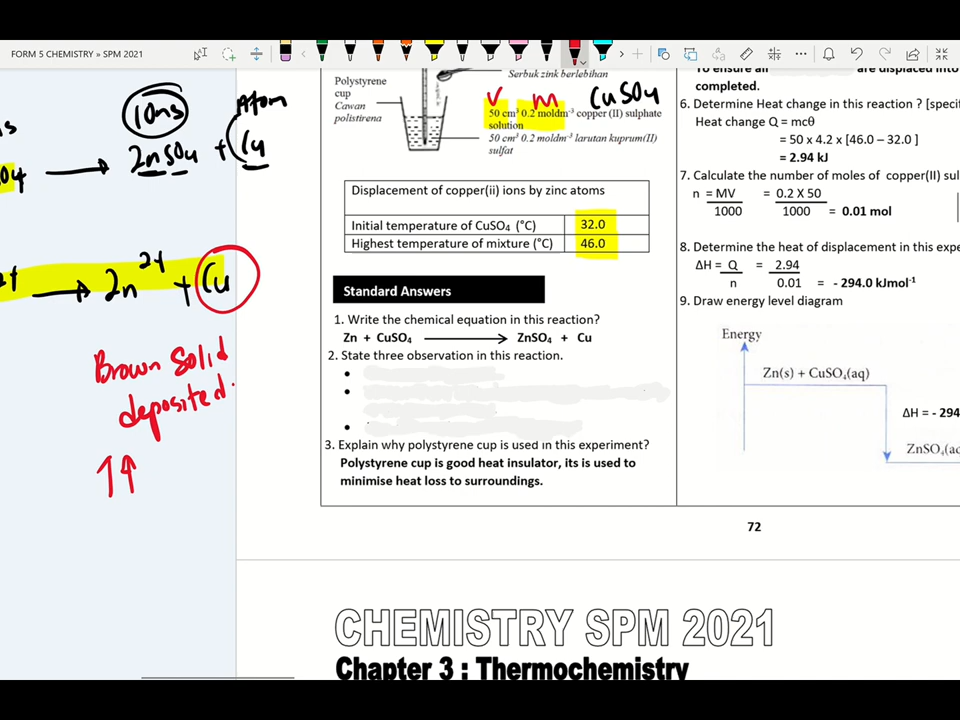 FORM 5 CHEMISTRY » SPM 2021
Ions
Atom
ZnSO₄ + Cu
2+
Zn²⁺ + Cu
Brown solid
deposited.
Serbuk zink berlebihan
Polystyrene
cup
Cawan
polistirena
V M CuSO₄
50 cm³ 0.2 moldm⁻³ copper (II) sulphate
solution
50 cm³ 0.2 moldm⁻³ larutan kuprum(II)
sulfat
Displacement of copper(ii) ions by zinc atoms
Initial temperature of CuSO₄ (°C) 32.0
Highest temperature of mixture (°C) 46.0
Standard Answers
1. Write the chemical equation in this reaction?
Zn + CuSO₄ ⟶ ZnSO₄ + Cu
2. State three observation in this reaction.
3. Explain why polystyrene cup is used in this experiment?
Polystyrene cup is good heat insulator, its is used to
minimise heat loss to surroundings.
are displaced into
completed.
6. Determine Heat change in this reaction ? [speci
Heat change Q = mcθ
= 50 x 4.2 x [46.0 – 32.0 ]
= 2.94 kJ
7. Calculate the number of moles of copper(II) sul
n = MV = 0.2 X 50
1000 1000 = 0.01 mol
8. Determine the heat of displacement in this expe
ΔH = Q = 2.94
n 0.01 = - 294.0 kJmol⁻¹
9. Draw energy level diagram
Energy
Zn(s) + CuSO₄(aq)
ΔH = - 294
ZnSO₄(a
72
CHEMISTRY SPM 2021
Chapter 3 : Thermochemistry